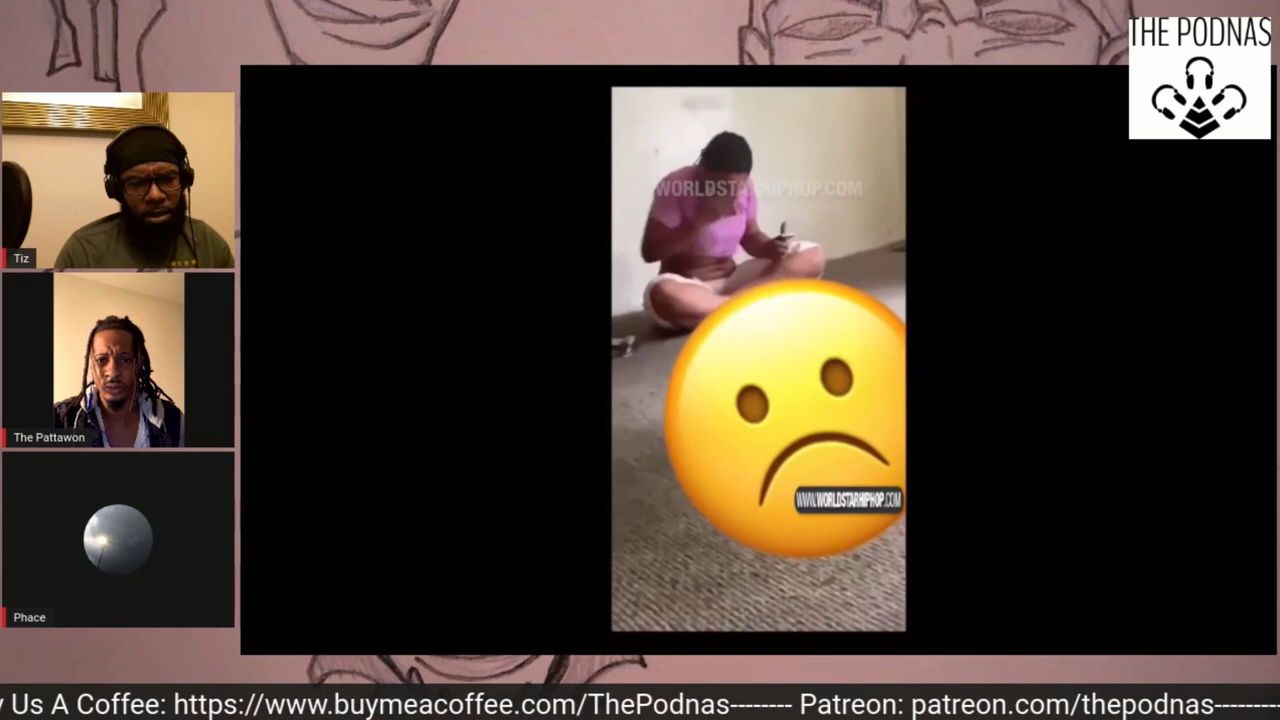 THE PODNAS
WORLDSTARHIPHOP.COM
Tiz
The Pattawon
WWW.WORLDSTARHIPHOP.COM
Phace
y Us A Coffee: https://www.buymeacoffee.com/ThePodnas-------- Patreon: patreon.com/thepodnas---------